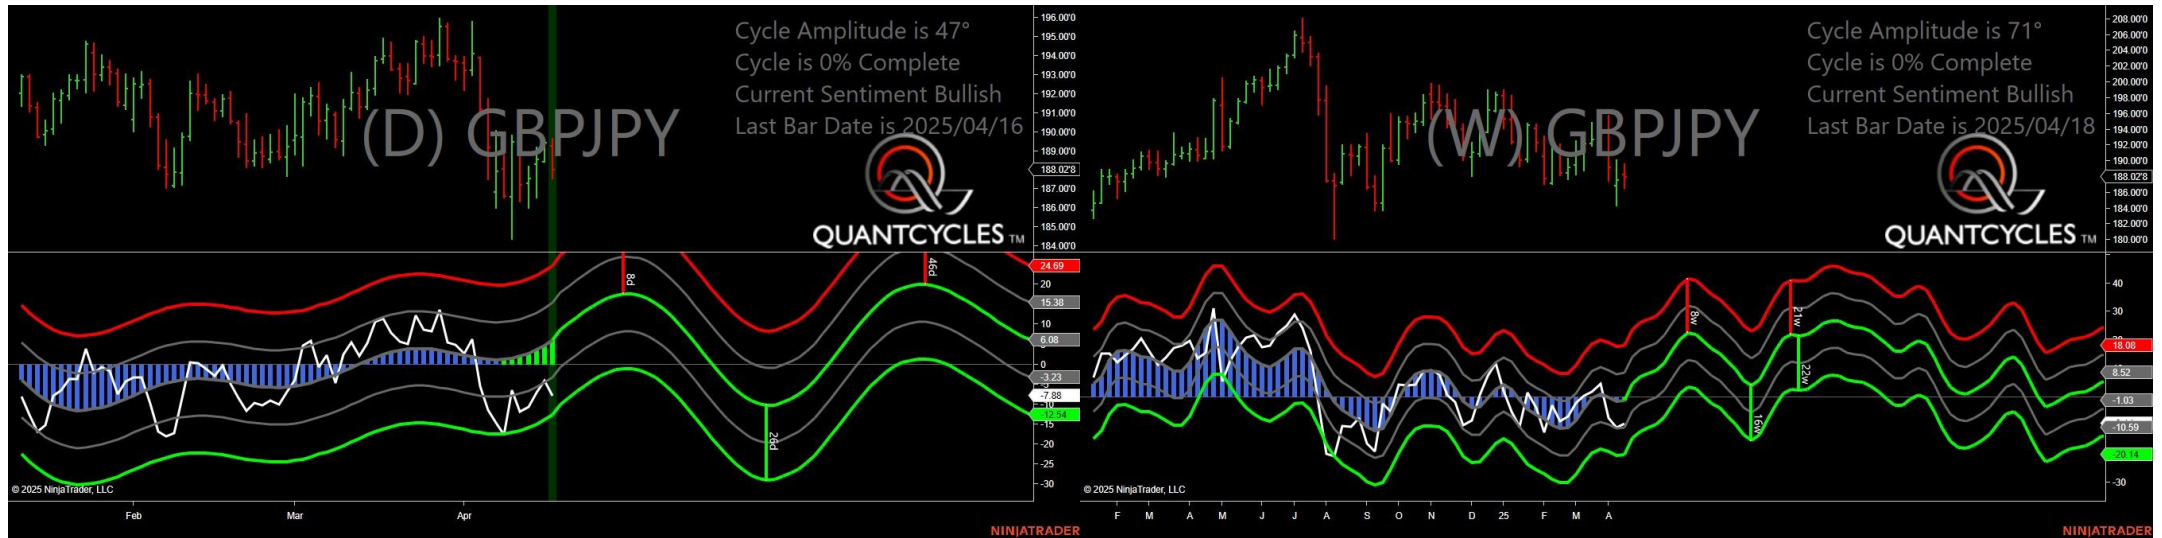 Cycle Amplitude is 47°
Cycle is 0% Complete
Current Sentiment Bullish
Last Bar Date is 2025/04/16
(D) GBPJPY
QUANTCYCLES TM
196.00'0
195.00'0
194.00'0
193.00'0
192.00'0
191.00'0
190.00'0
189.00'0
188.02'8
187.00'0
186.00'0
185.00'0
184.00'0
8d
46d
26d
24.69
20
15.38
10
6.08
0
-3.23
-7.88
-12.54
-15
-20
-25
-30
© 2025 NinjaTrader, LLC
Feb
Mar
Apr
NINJATRADER
Cycle Amplitude is 71°
Cycle is 0% Complete
Current Sentiment Bullish
Last Bar Date is 2025/04/18
(W) GBPJPY
QUANTCYCLES TM
208.00'0
206.00'0
204.00'0
202.00'0
200.00'0
198.00'0
196.00'0
194.00'0
192.00'0
190.00'0
188.02'8
186.00'0
184.00'0
182.00'0
180.00'0
8w
21w
22w
16w
40
30
18.08
8.52
-1.03
-10.59
-20.14
-30
© 2025 NinjaTrader, LLC
F
M
A
M
J
J
A
S
O
N
D
25
F
M
A
NINJATRADER